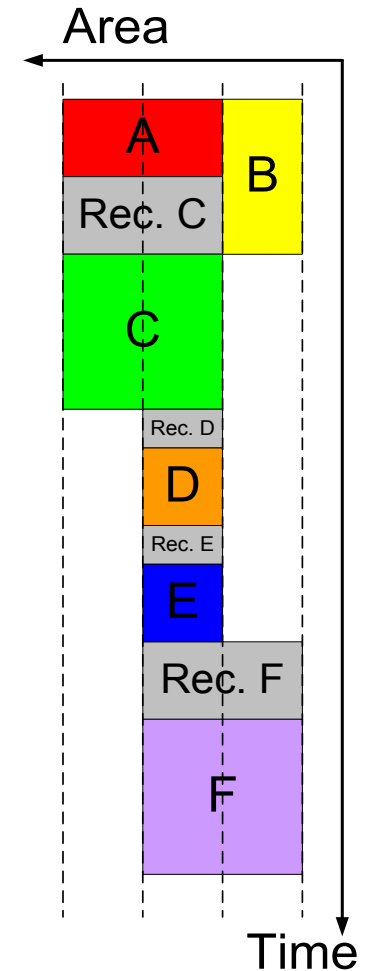 Area
A
B
Rec. C
C
Rec. D
D
Rec. E
E
Rec. F
F
Time